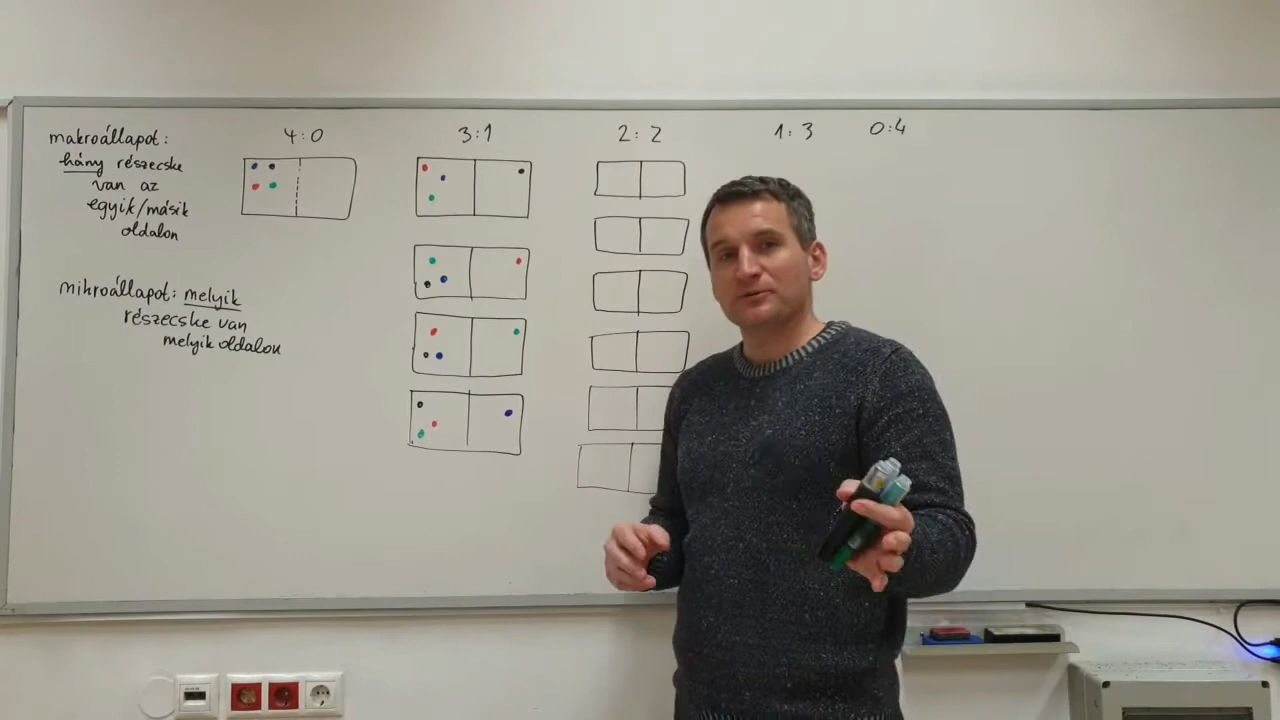 makroállapot:
hány részecske
van az
egyik/másik
oldalon
mikroállapot: melyik
részecske van
melyik oldalon
4:0
3:1
2:2
1:3
0:4